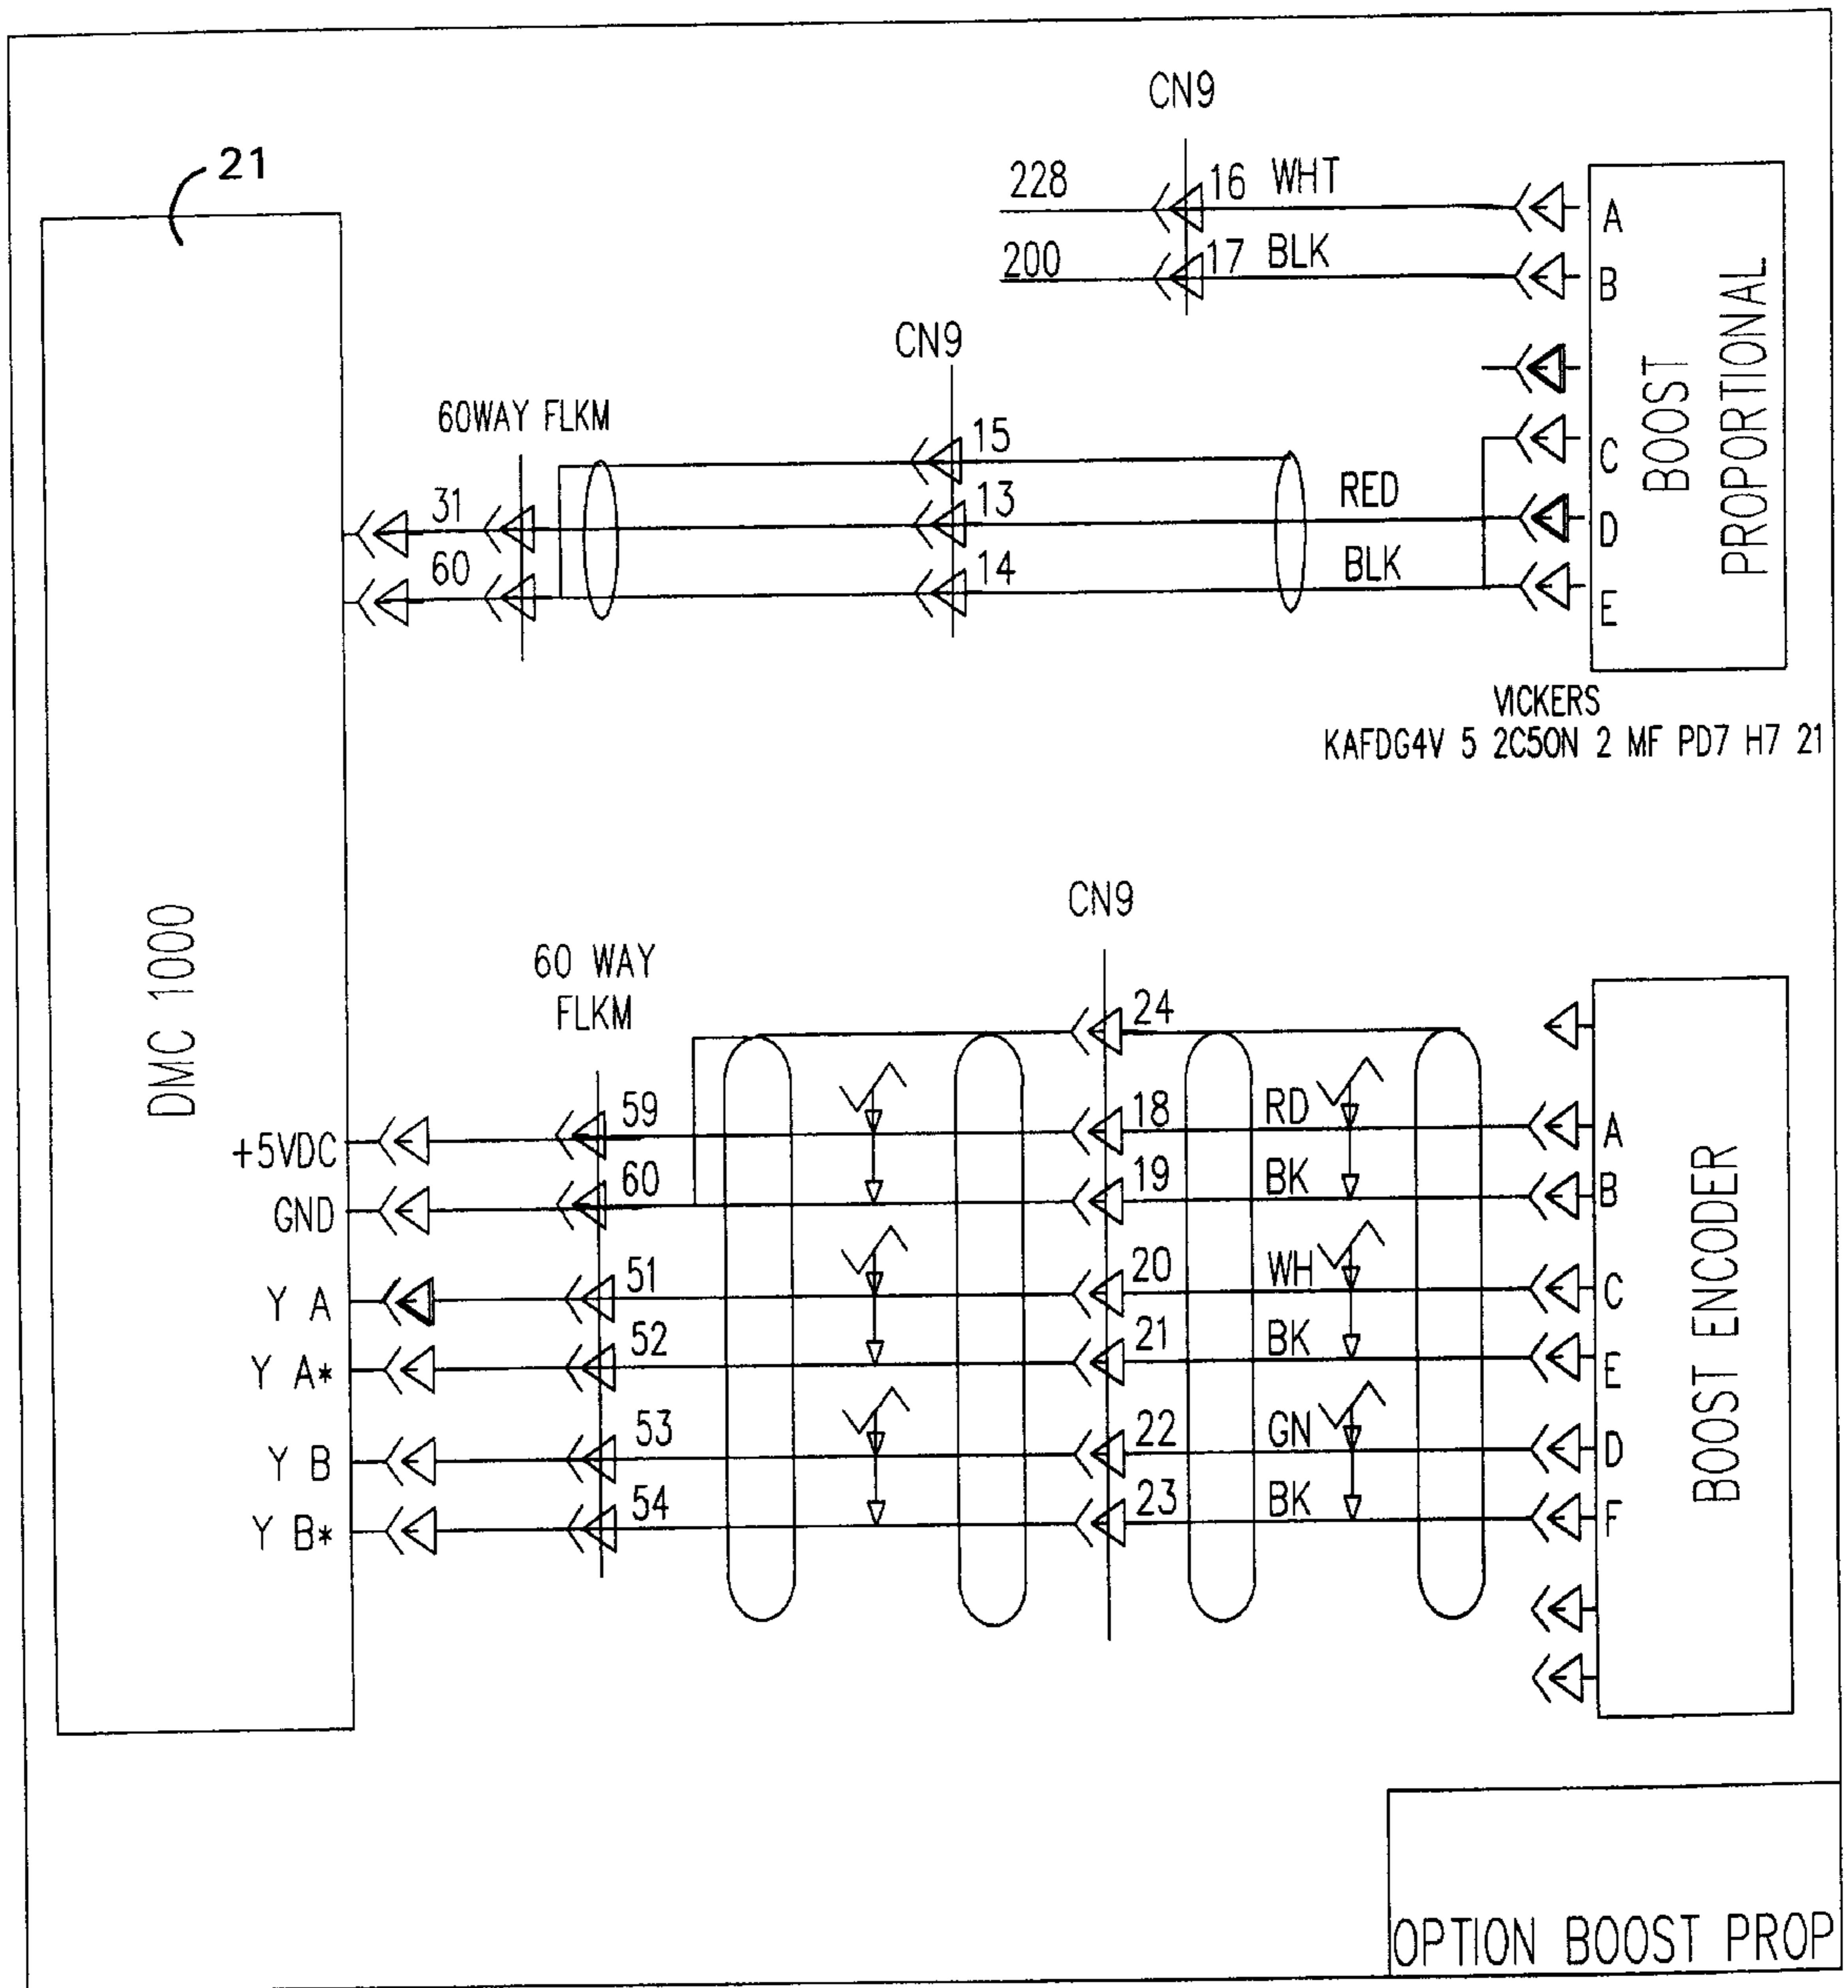 CN9
21
228 16 WHT A
200 17 BLK B
BOOST
PROPORTIONAL
CN9
60WAY FLKM
15 C
31 13 RED D
60 14 BLK E
VICKERS
KAFDG4V 5 2C50N 2 MF PD7 H7 21
DMC 1000
CN9
60 WAY
FLKM
24
+5VDC 59 18 RD A
GND 60 19 BK B
Y A 51 20 WH C
Y A* 52 21 BK E
Y B 53 22 GN D
Y B* 54 23 BK F
BOOST ENCODER
OPTION BOOST PROP